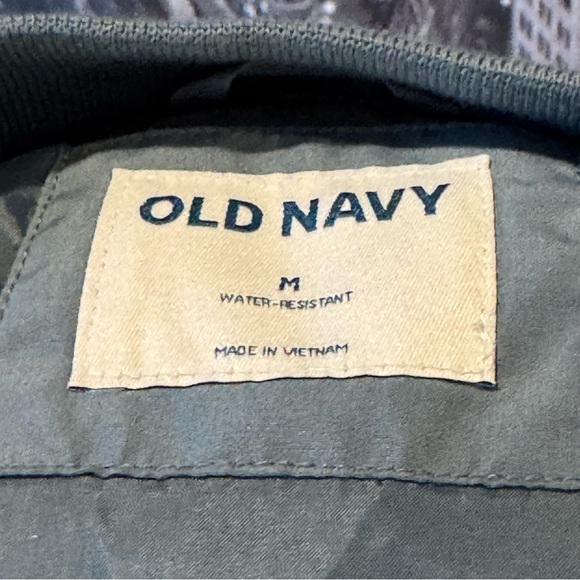 OLD NAVY
M
WATER-RESISTANT
MADE IN VIETNAM